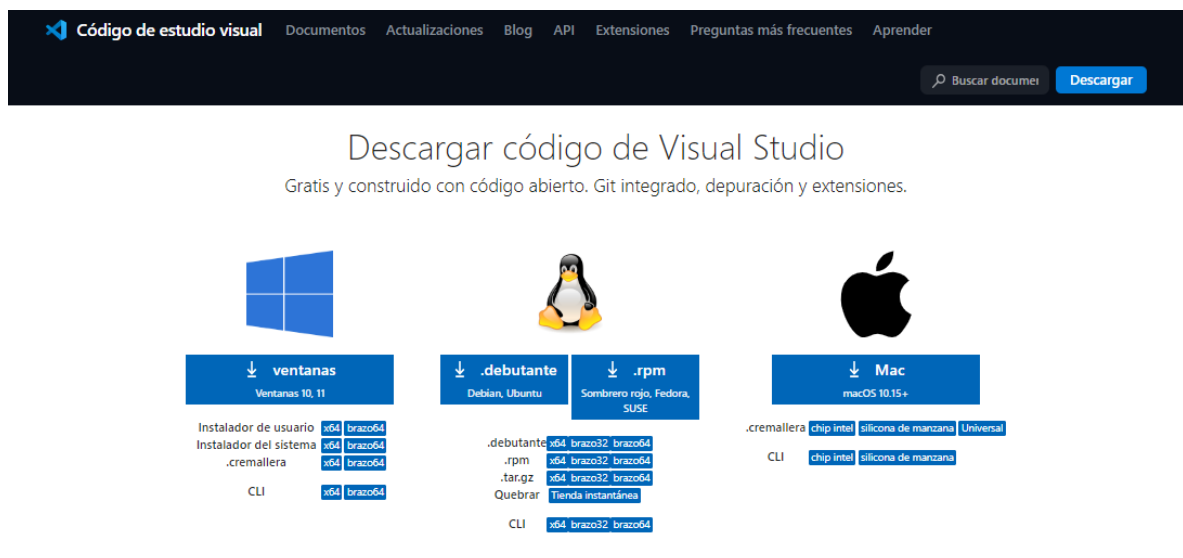 Código de estudio visual Documentos Actualizaciones Blog API Extensiones Preguntas más frecuentes Aprender
Buscar documen Descargar
Descargar código de Visual Studio
Gratis y construido con código abierto. Git integrado, depuración y extensiones.
ventanas
Ventanas 10, 11
Instalador de usuario x64 brazo64
Instalador del sistema x64 brazo64
.cremallera x64 brazo64
CLI x64 brazo64
.debutante
Debian, Ubuntu
.rpm
Sombrero rojo, Fedora,
SUSE
.debutante x64 brazo32 brazo64
.rpm x64 brazo32 brazo64
.tar.gz x64 brazo32 brazo64
Quebrar Tienda instantánea
CLI x64 brazo32 brazo64
Mac
macOS 10.15+
.cremallera chip intel silicona de manzana Universal
CLI chip intel silicona de manzana